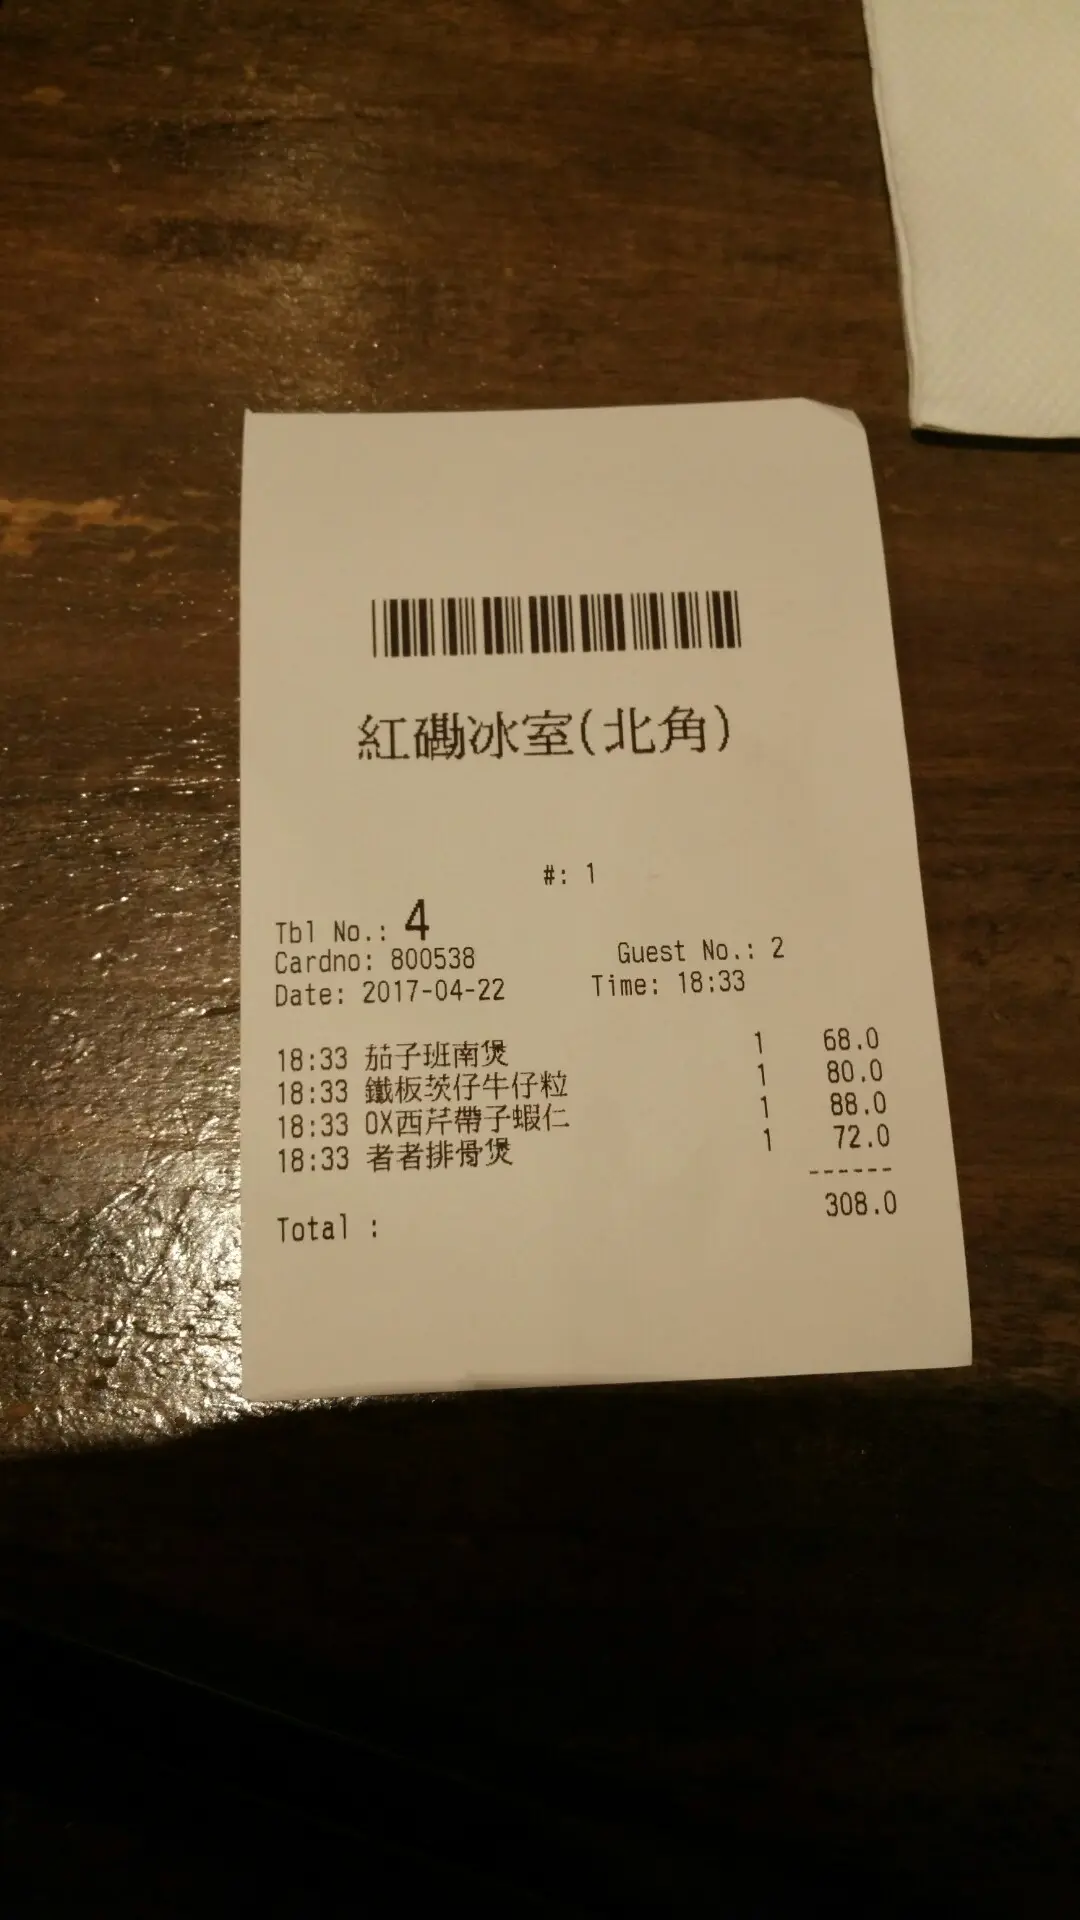 紅磡冰室(北角)
#: 1
Tbl No.: 4
Cardno: 800538 Guest No.: 2
Date: 2017-04-22 Time: 18:33
18:33 茄子班南煲 1 68.0
18:33 鐵板茨仔牛仔粒 1 80.0
18:33 OX西芹帶子蝦仁 1 88.0
18:33 者者排骨煲 1 72.0
------
Total : 308.0